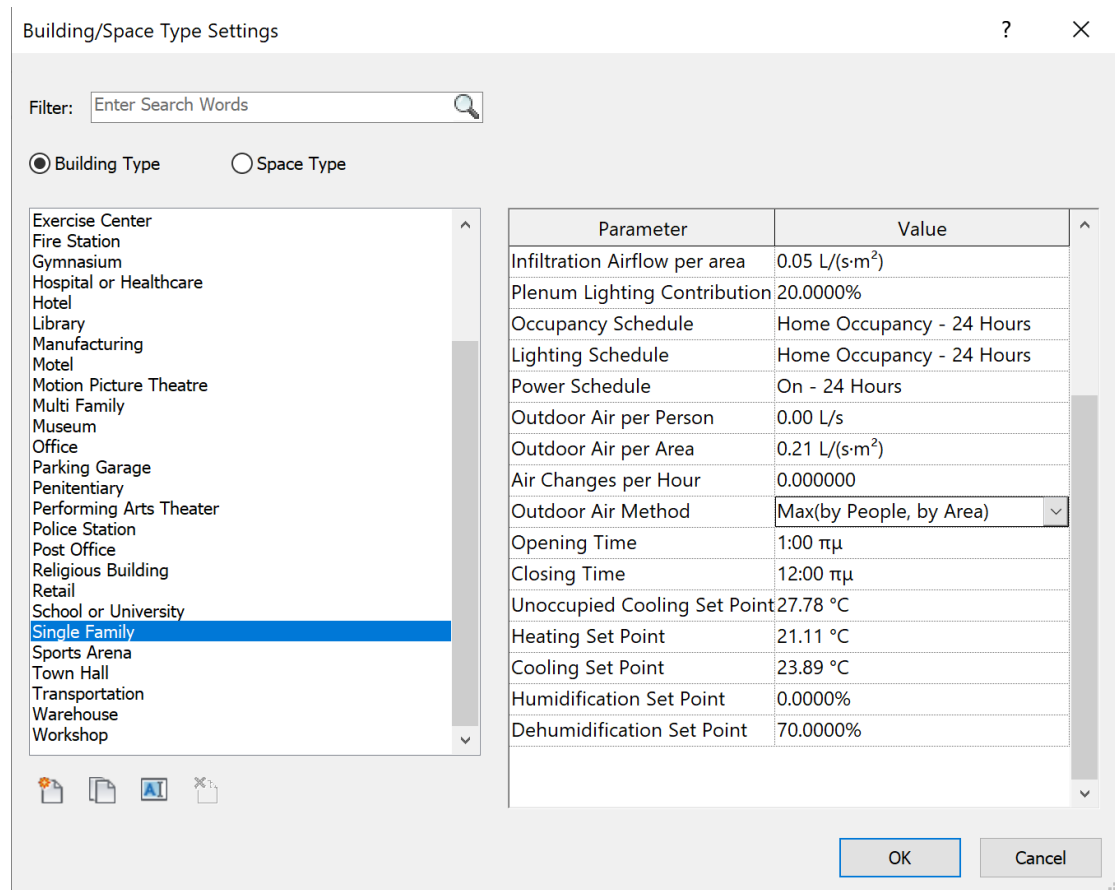 Building/Space Type Settings
?
Filter:
Enter Search Words
Building Type
Space Type
Exercise Center
Fire Station
Gymnasium
Hospital or Healthcare
Hotel
Library
Manufacturing
Motel
Motion Picture Theatre
Multi Family
Museum
Office
Parking Garage
Penitentiary
Performing Arts Theater
Police Station
Post Office
Religious Building
Retail
School or University
Single Family
Sports Arena
Town Hall
Transportation
Warehouse
Workshop
Parameter Value
Infiltration Airflow per area 0.05 L/(s·m²)
Plenum Lighting Contribution 20.0000%
Occupancy Schedule Home Occupancy - 24 Hours
Lighting Schedule Home Occupancy - 24 Hours
Power Schedule On - 24 Hours
Outdoor Air per Person 0.00 L/s
Outdoor Air per Area 0.21 L/(s·m²)
Air Changes per Hour 0.000000
Outdoor Air Method Max(by People, by Area)
Opening Time 1:00 πμ
Closing Time 12:00 πμ
Unoccupied Cooling Set Point 27.78 °C
Heating Set Point 21.11 °C
Cooling Set Point 23.89 °C
Humidification Set Point 0.0000%
Dehumidification Set Point 70.0000%
AI
OK
Cancel